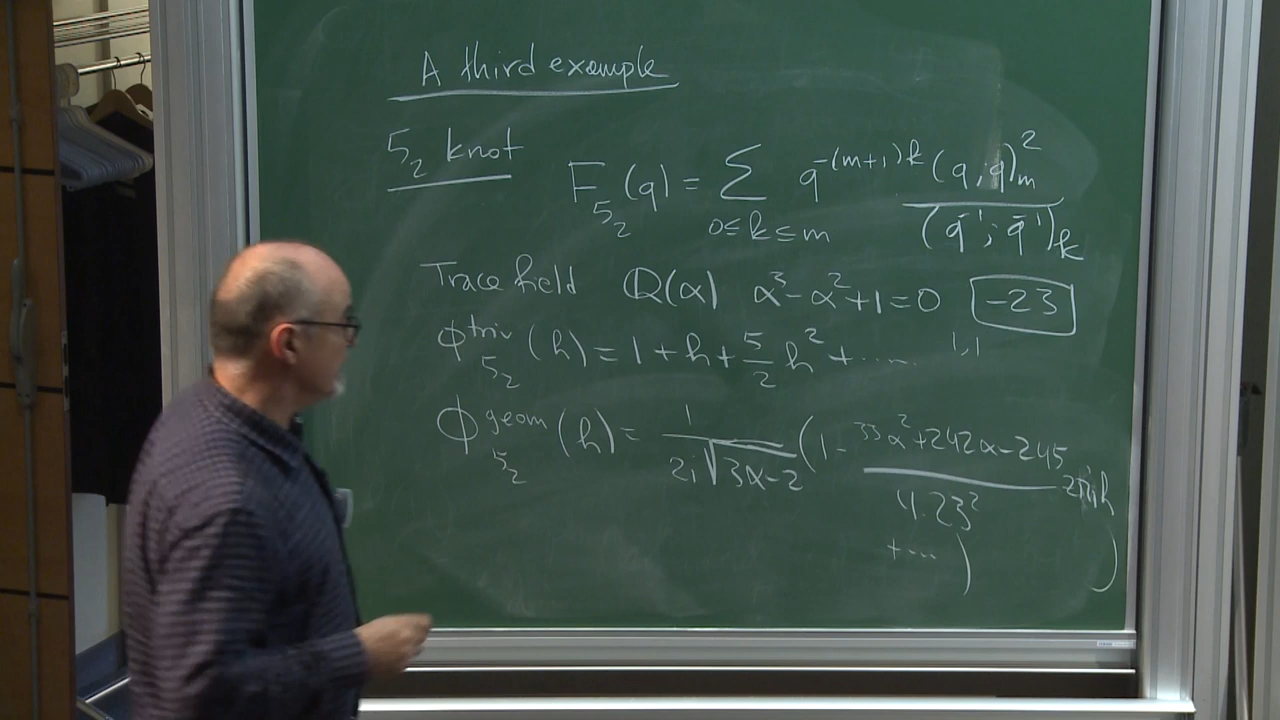 A third example
5₂ knot
F_{5₂}(q) = Σ_{0≤k≤m} q^{-(m+1)k} (q;q)_m^2 / (q^{-1};q^{-1})_k
Trace field Q(α) α³-α²+1=0 -23
ϕ^{triv}_{5₂}(h) = 1+h+5/2 h²+.... 1,1
ϕ^{geom}_{5₂}(h) = 1/(2i√(3α-2)) (1 - (33α²+242α-245)/(4.23²) 2πih
+... ) )